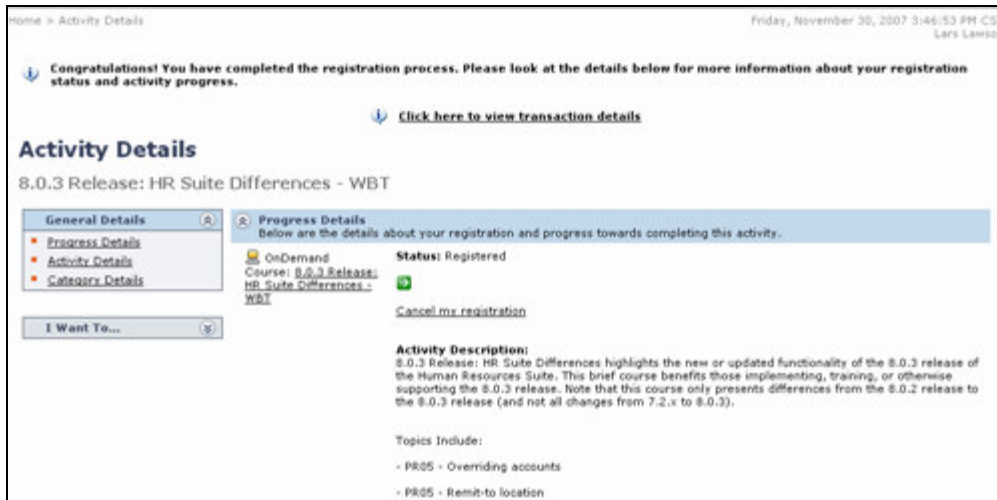 Home > Activity Details
Friday, November 30, 2007 3:46:53 PM CS
Lars Lawso
Congratulations! You have completed the registration process. Please look at the details below for more information about your registration
status and activity progress.
Click here to view transaction details
Activity Details
8.0.3 Release: HR Suite Differences - WBT
General Details
Progress Details
Activity Details
Category Details
I Want To...
Progress Details
Below are the details about your registration and progress towards completing this activity.
OnDemand
Course: 8.0.3 Release:
HR Suite Differences -
WBT
Status: Registered
Cancel my registration
Activity Description:
8.0.3 Release: HR Suite Differences highlights the new or updated functionality of the 8.0.3 release of
the Human Resources Suite. This brief course benefits those implementing, training, or otherwise
supporting the 8.0.3 release. Note that this course only presents differences from the 8.0.2 release to
the 8.0.3 release (and not all changes from 7.2.x to 8.0.3).
Topics Include:
- PR05 - Overriding accounts
- PR05 - Remit-to location